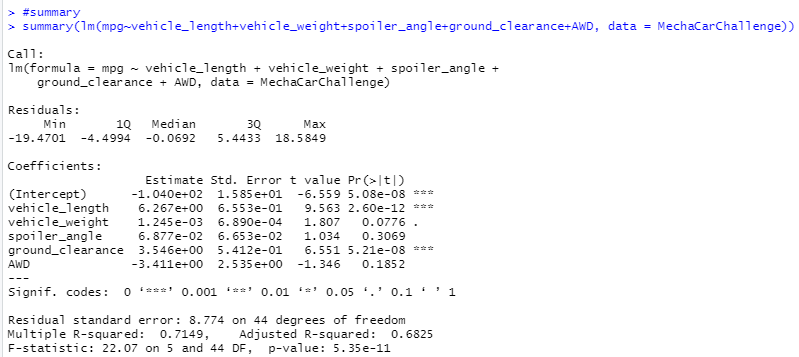 > #summary
> summary(lm(mpg~vehicle_length+vehicle_weight+spoiler_angle+ground_clearance+AWD, data = MechaCarChallenge))

Call:
lm(formula = mpg ~ vehicle_length + vehicle_weight + spoiler_angle +
    ground_clearance + AWD, data = MechaCarChallenge)

Residuals:
     Min       1Q   Median       3Q      Max
-19.4701  -4.4994  -0.0692   5.4433  18.5849

Coefficients:
                   Estimate Std. Error t value Pr(>|t|)
(Intercept)      -1.040e+02  1.585e+01  -6.559 5.08e-08 ***
vehicle_length    6.267e+00  6.553e-01   9.563 2.60e-12 ***
vehicle_weight    1.245e-03  6.890e-04   1.807   0.0776 .
spoiler_angle     6.877e-02  6.653e-02   1.034   0.3069
ground_clearance  3.546e+00  5.412e-01   6.551 5.21e-08 ***
AWD              -3.411e+00  2.535e+00  -1.346   0.1852
---
Signif. codes:  0 ‘***’ 0.001 ‘**’ 0.01 ‘*’ 0.05 ‘.’ 0.1 ‘ ’ 1

Residual standard error: 8.774 on 44 degrees of freedom
Multiple R-squared:  0.7149,    Adjusted R-squared:  0.6825
F-statistic: 22.07 on 5 and 44 DF,  p-value: 5.35e-11